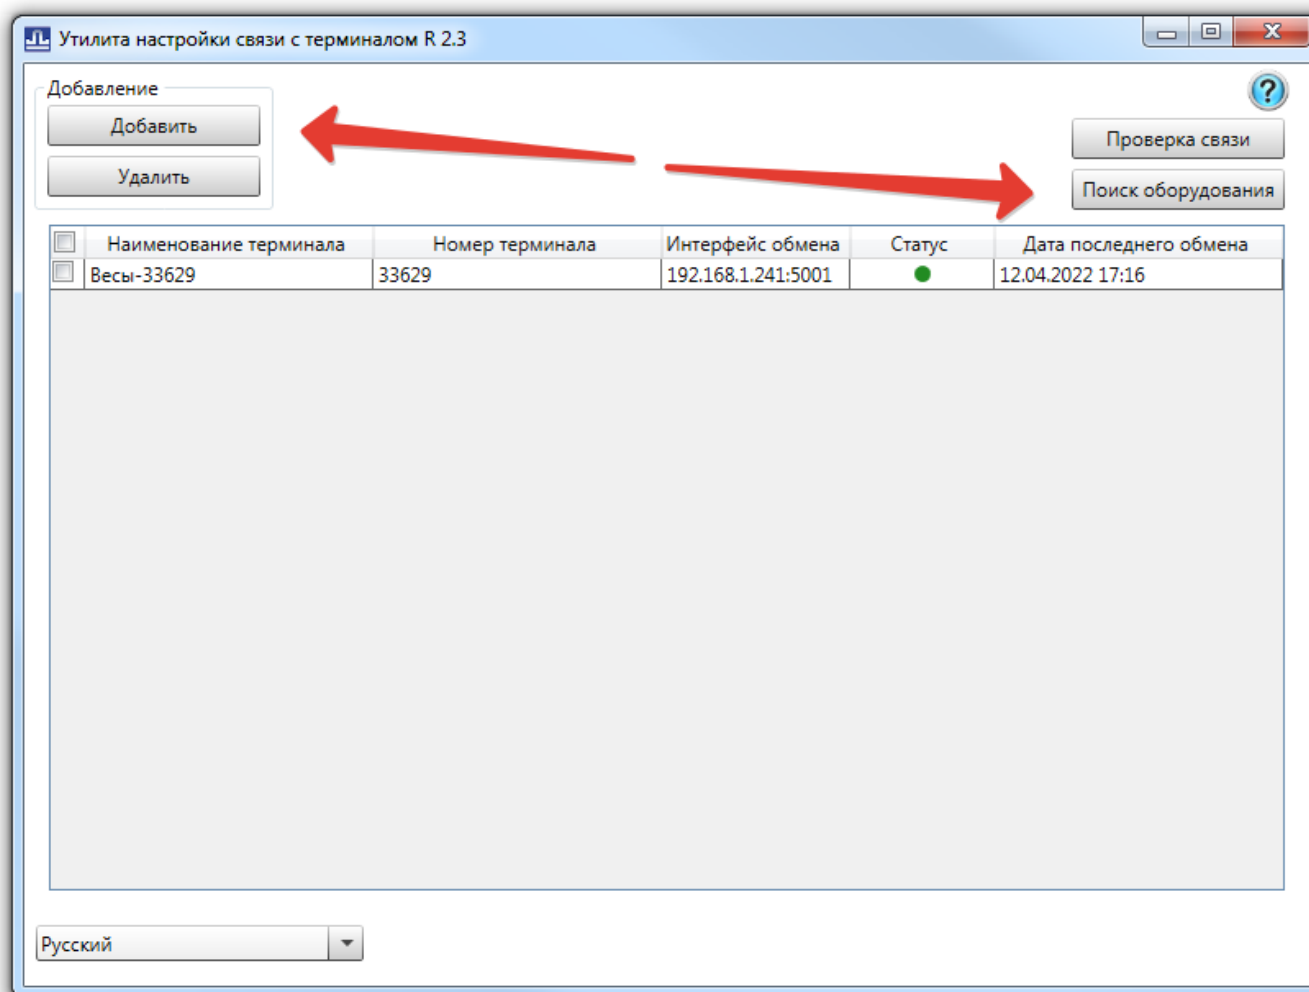 Утилита настройки связи с терминалом R 2.3
Добавление
Добавить
Удалить
?
Проверка связи
Поиск оборудования
Наименование терминала Номер терминала Интерфейс обмена Статус Дата последнего обмена
Весы-33629 33629 192.168.1.241:5001 12.04.2022 17:16
Русский